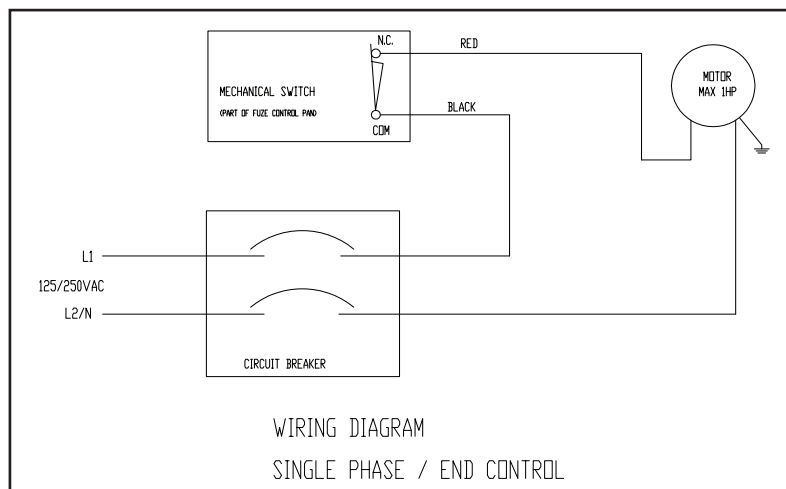 N.C.
RED
MECHANICAL SWITCH
(PART OF FUZE CONTROL PAN)
COM
BLACK
MOTOR
MAX 1HP
L1
125/250VAC
L2/N
CIRCUIT BREAKER
WIRING DIAGRAM
SINGLE PHASE / END CONTROL